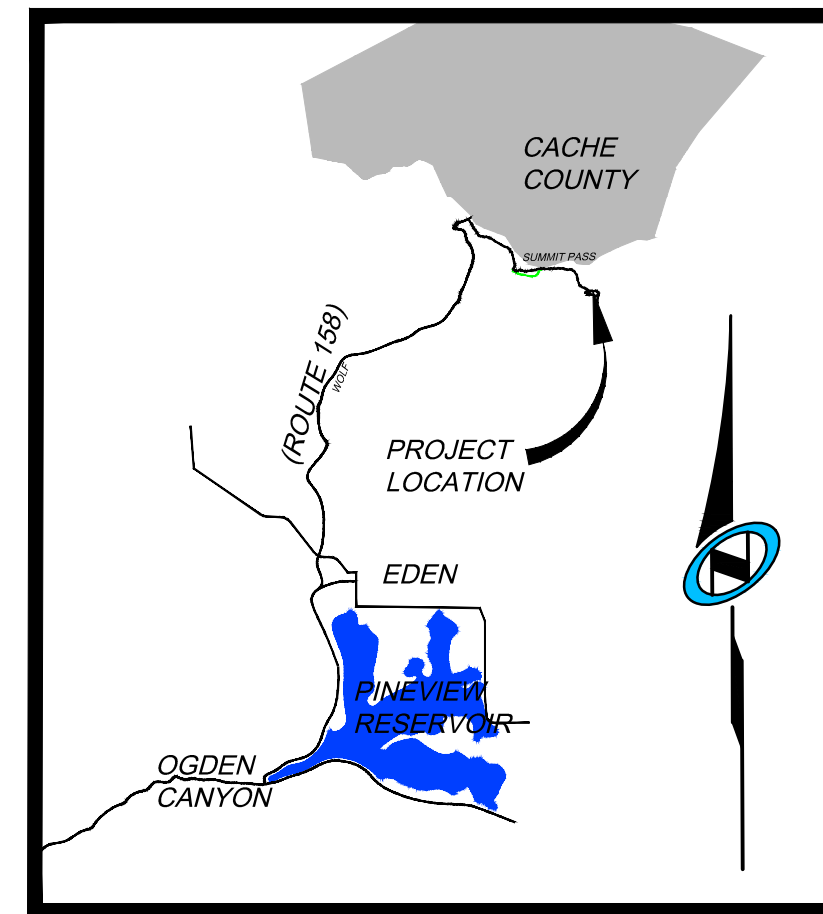 CACHE
COUNTY
SUMMIT PASS
(ROUTE 158)
WOLF
PROJECT
LOCATION
EDEN
PINEVIEW
RESERVOIR
OGDEN
CANYON
N